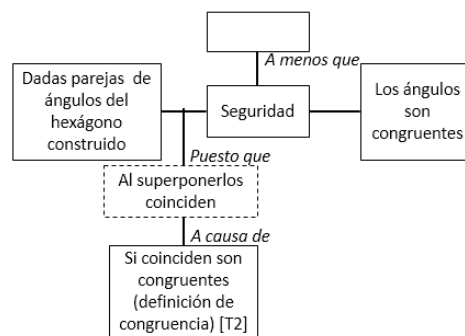 A menos que
Dadas parejas de
ángulos del
hexágono
construido
Seguridad
Los ángulos
son
congruentes
Puesto que
Al superponerlos
coinciden
A causa de
Si coinciden son
congruentes
(definición de
congruencia) [T2]